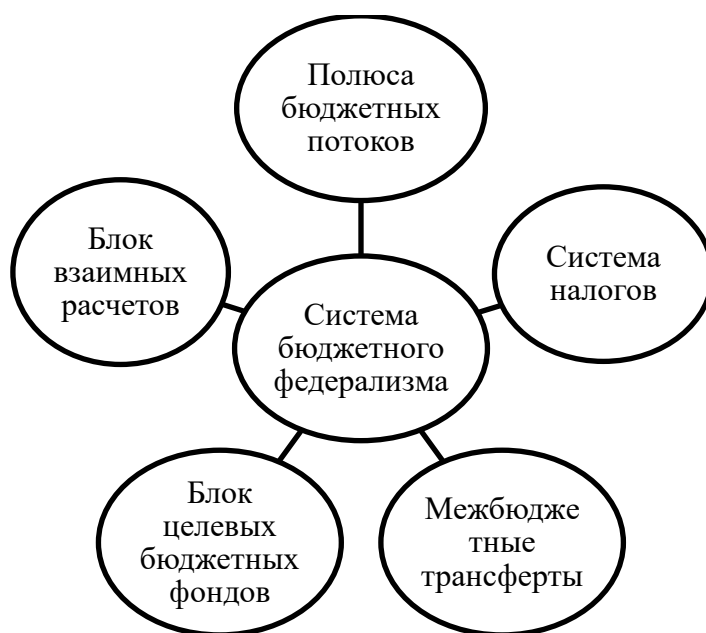 Полюса
бюджетных
потоков
Блок
взаимных
расчетов
Система
налогов
Система
бюджетного
федерализма
Блок
целевых
бюджетных
фондов
Межбюдже
тные
трансферты